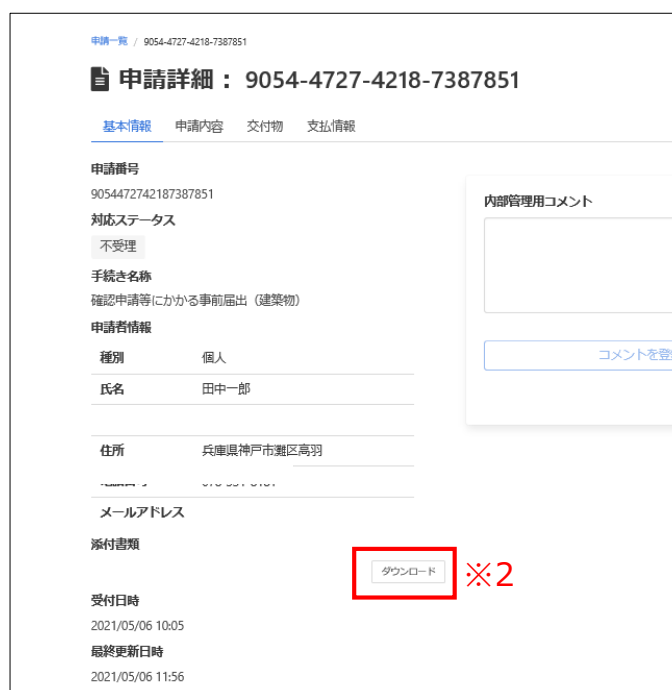 申請一覧 / 9054-4727-4218-7387851
申請詳細： 9054-4727-4218-7387851
基本情報 申請内容 交付物 支払情報
申請番号
9054472742187387851
対応ステータス
不受理
手続き名称
確認申請等にかかる事前届出（建築物）
申請者情報
種別 個人
氏名 田中一郎
住所 兵庫県神戸市灘区高羽
メールアドレス
添付書類
ダウンロード ※2
受付日時
2021/05/06 10:05
最終更新日時
2021/05/06 11:56
内部管理用コメント
コメントを登